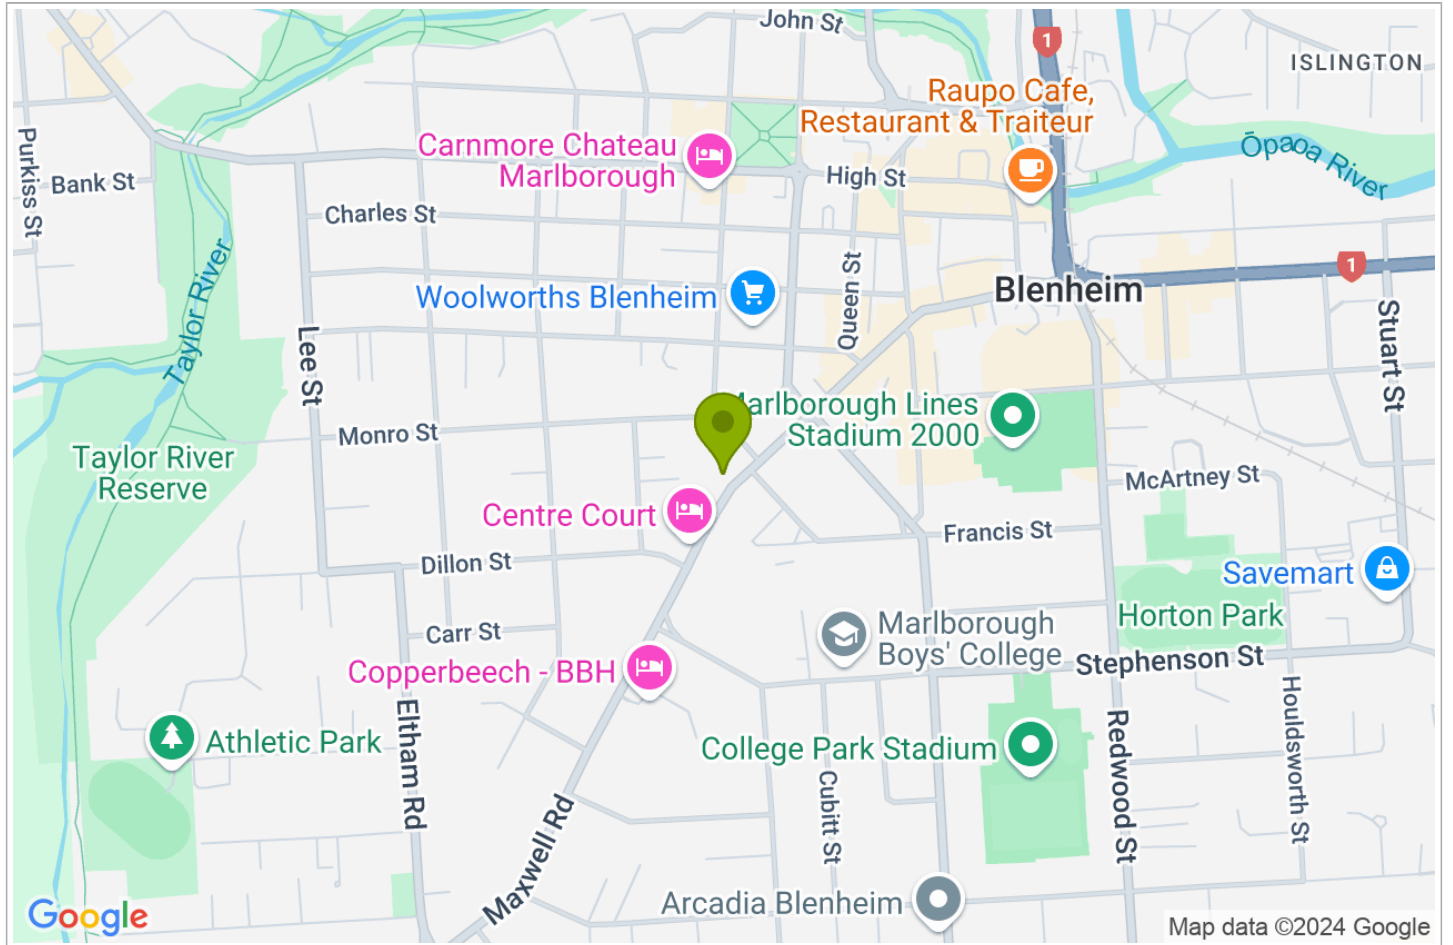 John St
1
ISLINGTON
Raupo Cafe,
Restaurant & Traiteur
Carnmore Chateau
Marlborough
Ōpaoa River
Purkiss St
Bank St
High St
Charles St
Taylor River
Queen St
1
Blenheim
Woolworths Blenheim
Stuart St
Lee St
Marlborough Lines
Stadium 2000
Monro St
Taylor River
Reserve
McArtney St
Centre Court
Francis St
Dillon St
Savemart
Horton Park
Carr St
Marlborough
Boys' College
Stephenson St
Copperbeech - BBH
Houldsworth St
Eltham Rd
Redwood St
Athletic Park
College Park Stadium
Cubitt St
Maxwell Rd
Arcadia Blenheim
Google
Map data ©2024 Google